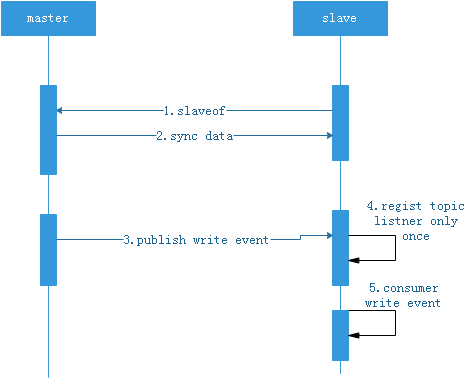 master
slave
1.slaveof
2.sync data
4.regist topic
listner only
once
3.publish write event
5.consumer
write event